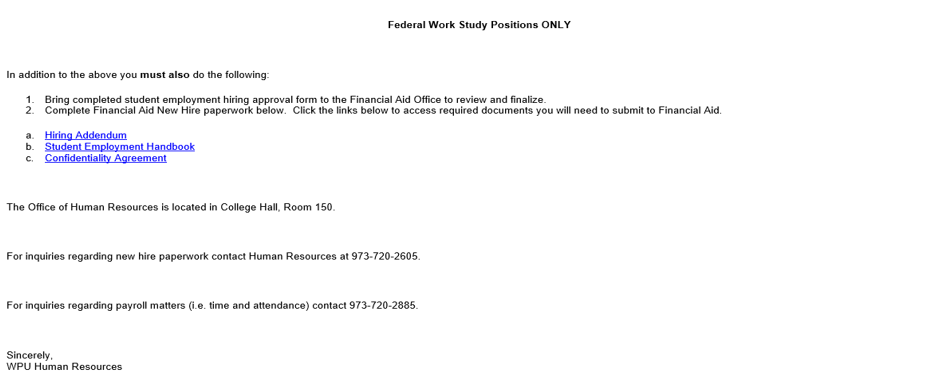 Federal Work Study Positions ONLY
In addition to the above you must also do the following:
1. Bring completed student employment hiring approval form to the Financial Aid Office to review and finalize.
2. Complete Financial Aid New Hire paperwork below. Click the links below to access required documents you will need to submit to Financial Aid.
a. Hiring Addendum
b. Student Employment Handbook
c. Confidentiality Agreement
The Office of Human Resources is located in College Hall, Room 150.
For inquiries regarding new hire paperwork contact Human Resources at 973-720-2605.
For inquiries regarding payroll matters (i.e. time and attendance) contact 973-720-2885.
Sincerely,
WPU Human Resources